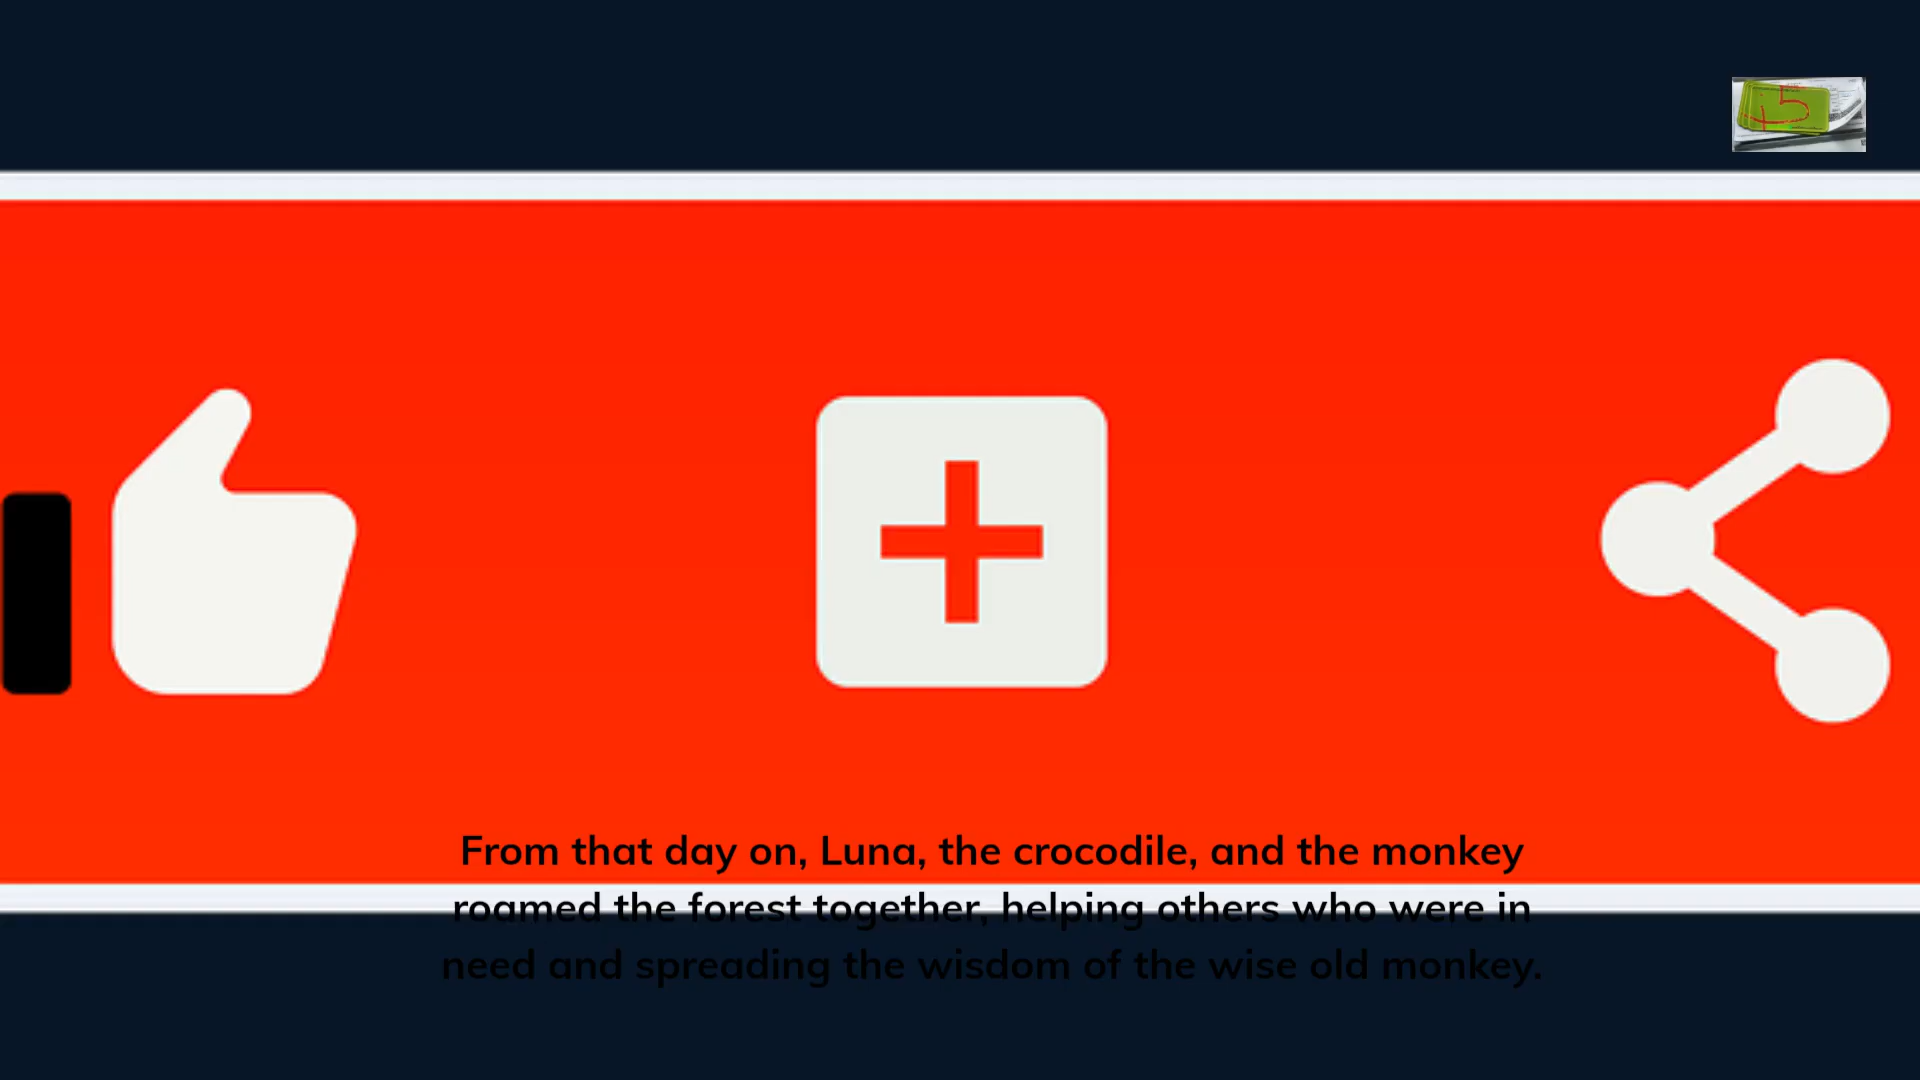 From that day on, Luna, the crocodile, and the monkey
roamed the forest together, helping others who were in
need and spreading the wisdom of the wise old monkey.